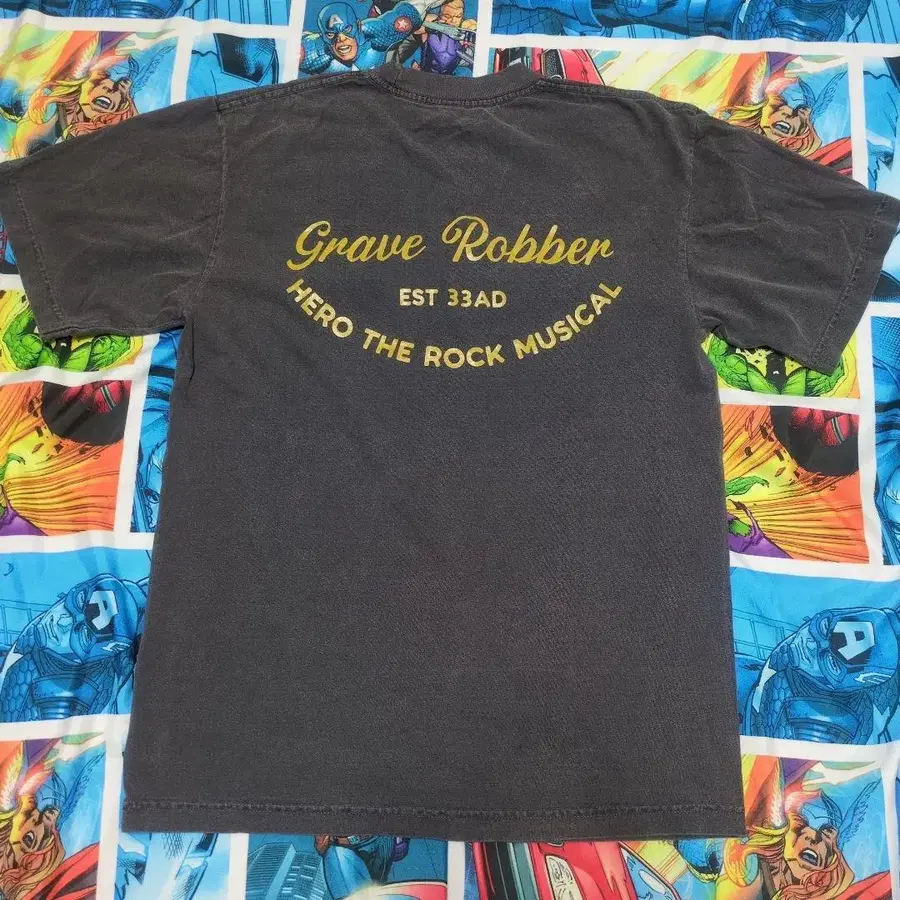 Grave Robber
EST 33AD
HERO THE ROCK MUSICAL
A
A